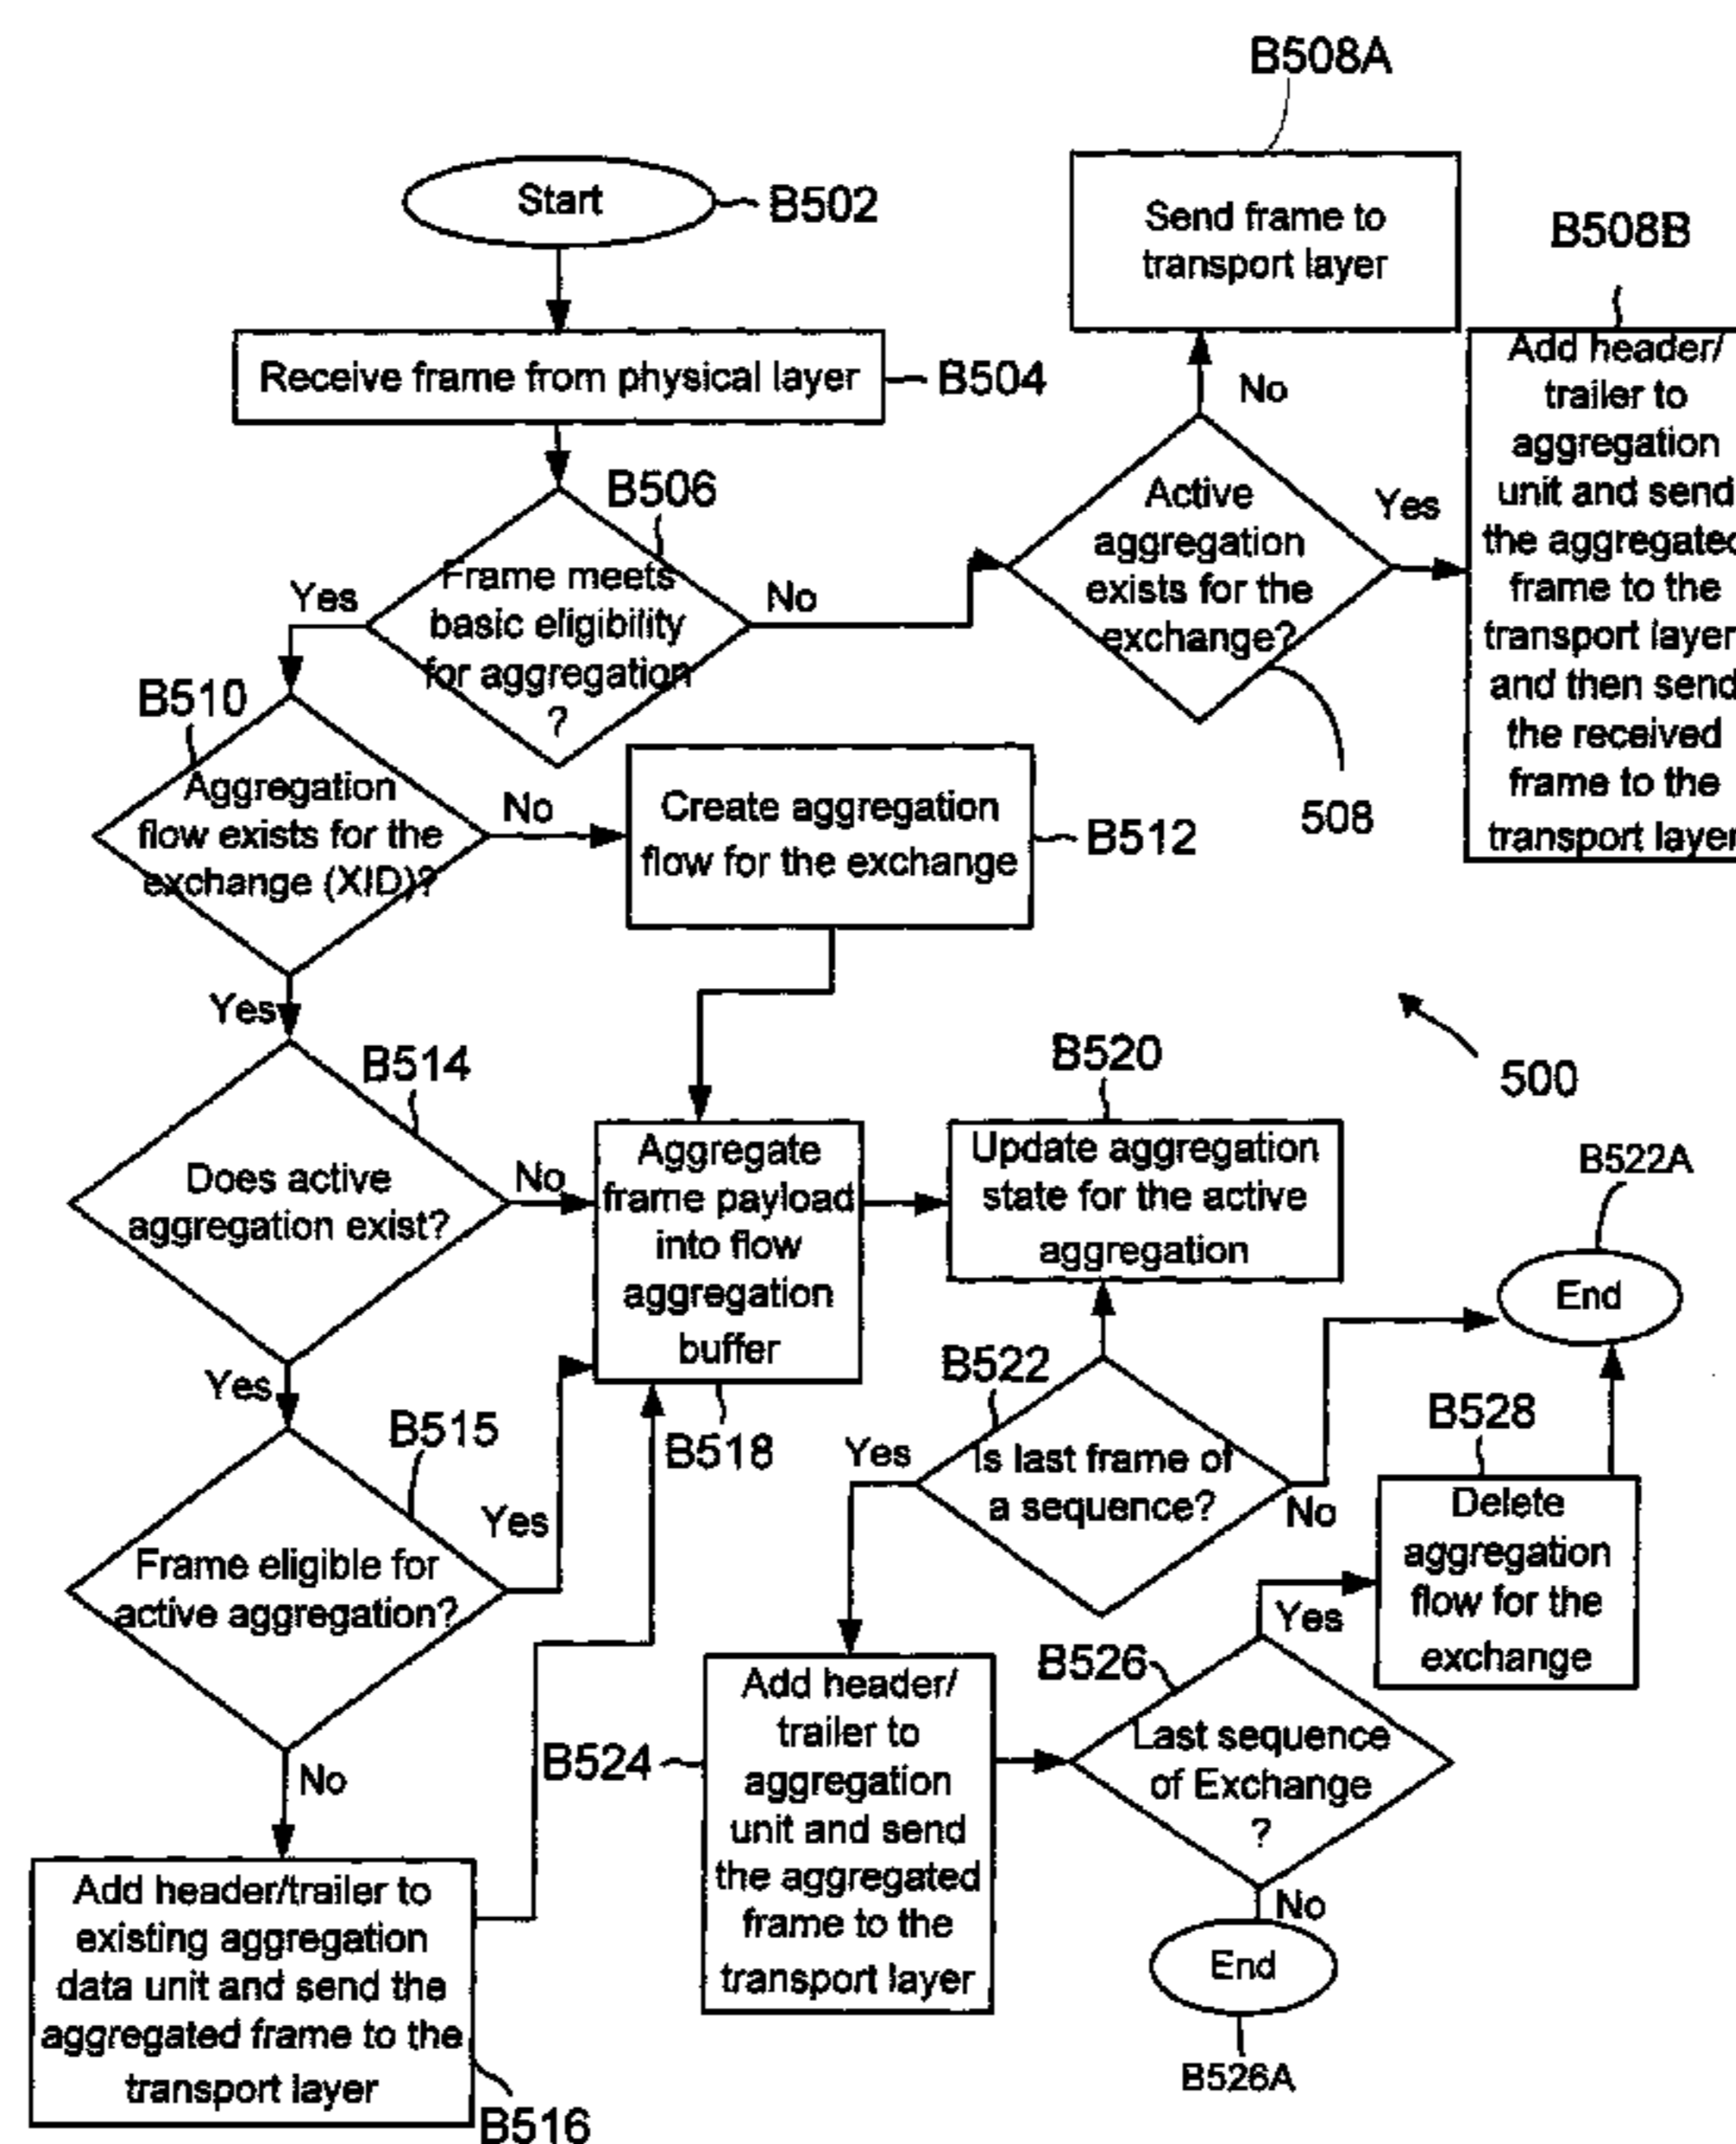 B508A
Start
B502
Send frame to
transport layer
B508B
Receive frame from physical layer
B504
No
Add header/
trailer to
aggregation
unit and send
the aggregated
frame to the
transport layer
and then send
the received
frame to the
transport layer
B506
Frame meets
basic eligibility
for aggregation
?
Yes
No
Active
aggregation
exists for the
exchange?
Yes
508
B510
Aggregation
flow exists for the
exchange (XID)?
No
Create aggregation
flow for the exchange
B512
Yes
500
B514
Does active
aggregation exist?
No
Aggregate
frame payload
into flow
aggregation
buffer
B518
B520
Update aggregation
state for the active
aggregation
B522A
End
Yes
B515
Frame eligible for
active aggregation?
Yes
B522
Yes
Is last frame of
a sequence?
No
B528
Delete
aggregation
flow for the
exchange
No
Add header/trailer to
existing aggregation
data unit and send the
aggregated frame to the
transport layer
B516
B524
Add header/
trailer to
aggregation
unit and send
the aggregated
frame to the
transport layer
B526
Yes
Last sequence
of Exchange
?
No
End
B526A